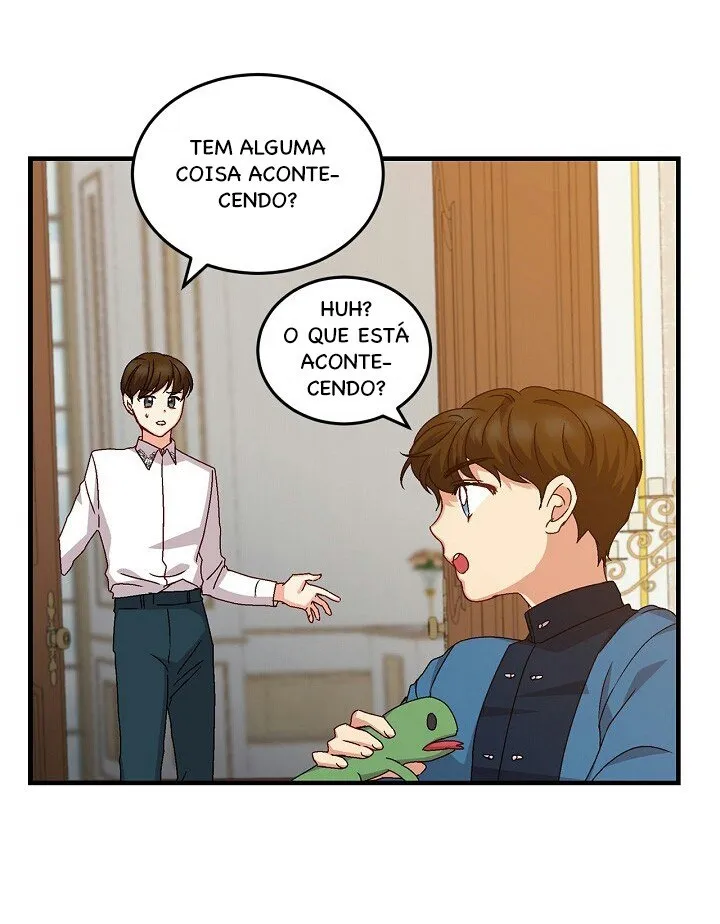 TEM ALGUMA
COISA ACONTE-
CENDO?
HUH?
O QUE ESTÁ
ACONTE-
CENDO?